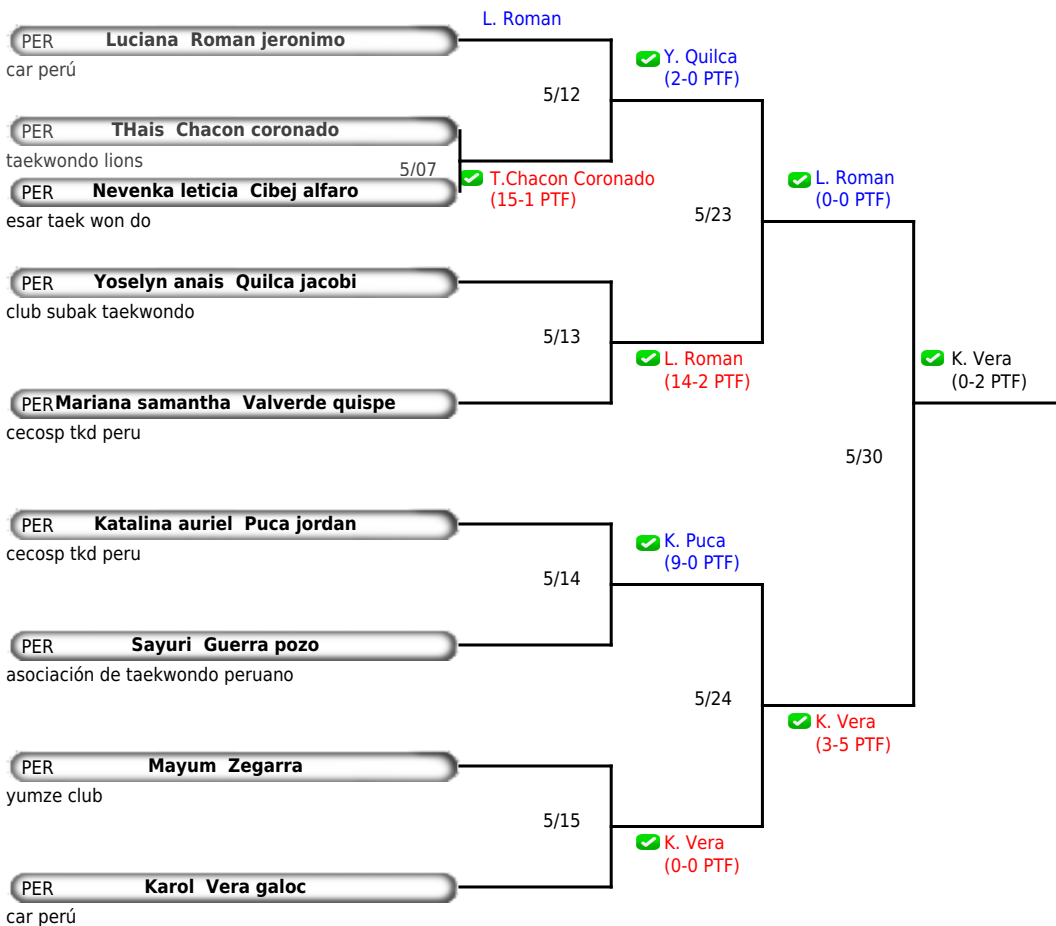 L. Roman
PER Luciana Roman jeronimo
car perú
Y. Quilca
(2-0 PTF)
5/12
PER THais Chacon coronado
taekwondo lions
5/07
T.Chacon Coronado
(15-1 PTF)
PER Nevenka leticia Cibej alfaro
esar taek won do
L. Roman
(0-0 PTF)
5/23
PER Yoselyn anais Quilca jacobi
club subak taekwondo
5/13
L. Roman
(14-2 PTF)
K. Vera
(0-2 PTF)
PER Mariana samantha Valverde quispe
cecosp tkd peru
5/30
PER Katalina auriel Puca jordan
cecosp tkd peru
K. Puca
(9-0 PTF)
5/14
PER Sayuri Guerra pozo
asociación de taekwondo peruano
5/24
K. Vera
(3-5 PTF)
PER Mayum Zegarra
yumze club
5/15
K. Vera
(0-0 PTF)
PER Karol Vera galoc
car perú